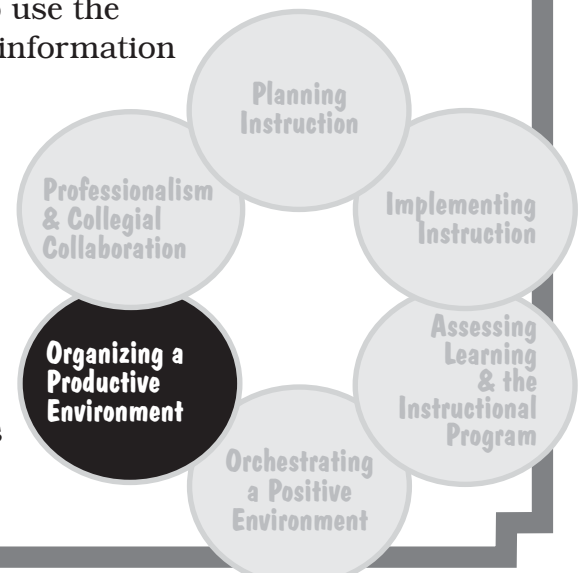 o use the
information
Planning
Instruction
Professionalism
& Collegial
Collaboration
Implementing
Instruction
Organizing a
Productive
Environment
Assessing
Learning
& the
Instructional
Program
s
Orchestrating
a Positive
Environment